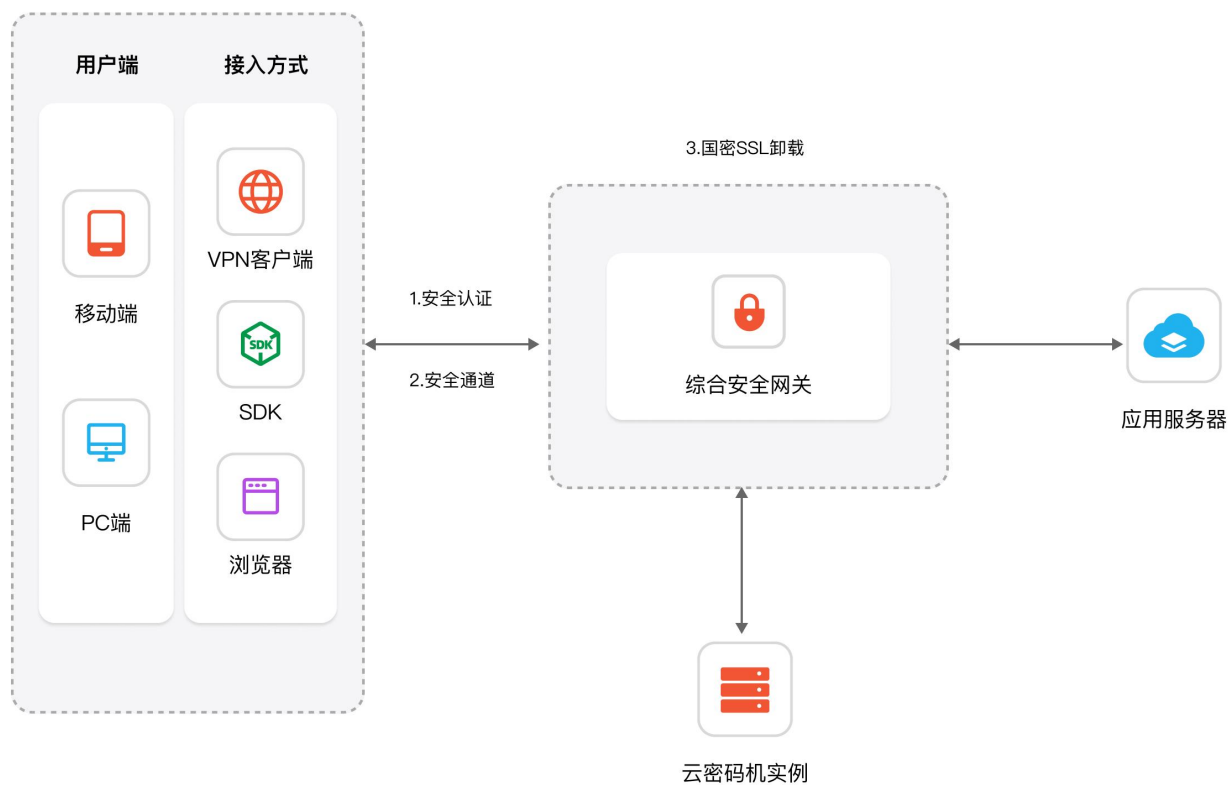 用户端
接入方式
移动端
PC端
VPN客户端
SDK
SDK
浏览器
1.安全认证
2.安全通道
3.国密SSL卸载
综合安全网关
应用服务器
云密码机实例